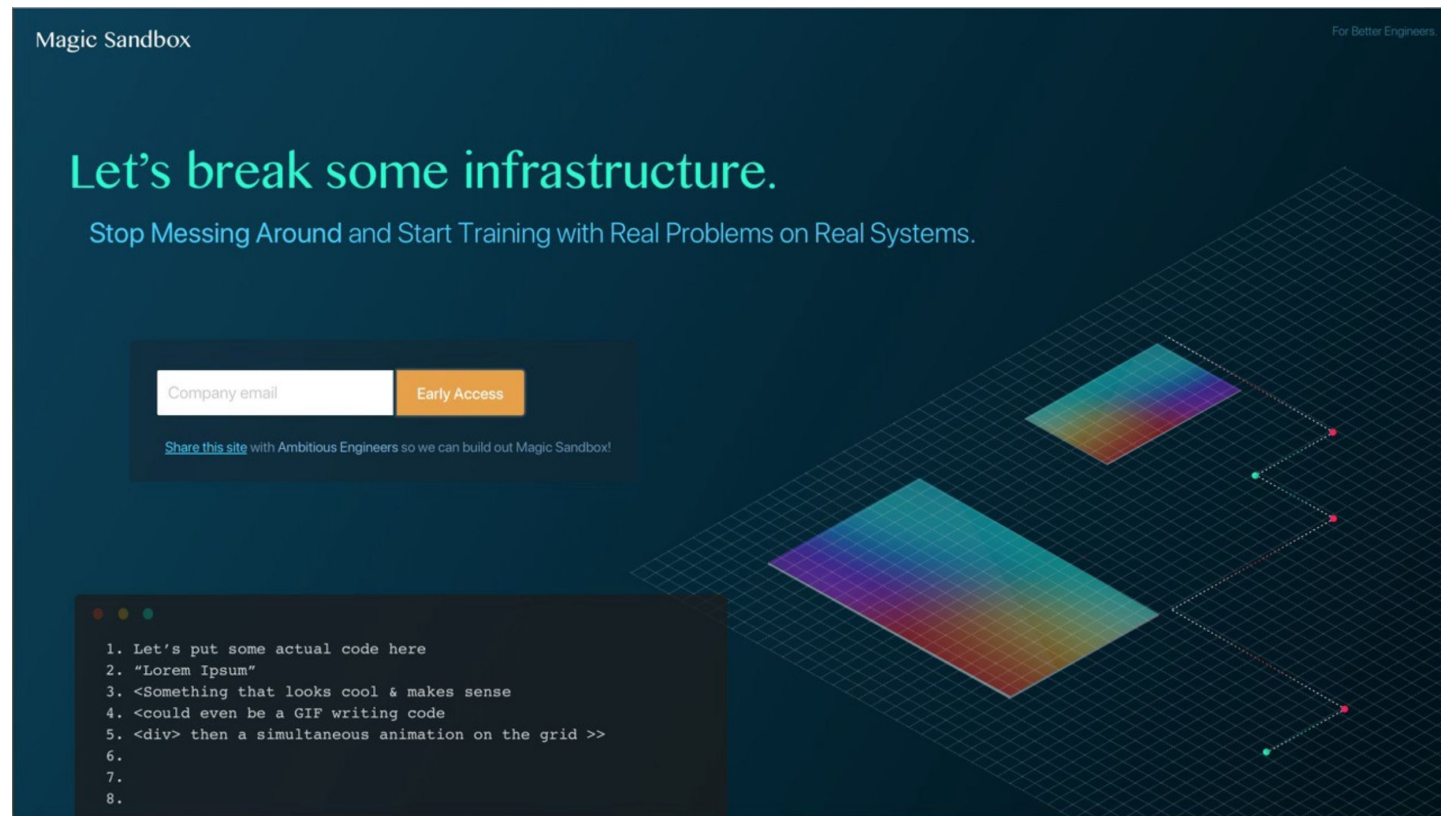 Magic Sandbox
For Better Engineers.
Let’s break some infrastructure.
Stop Messing Around and Start Training with Real Problems on Real Systems.
Company email
Early Access
Share this site with Ambitious Engineers so we can build out Magic Sandbox!
1. Let’s put some actual code here
2. “Lorem Ipsum”
3. <Something that looks cool & makes sense
4. <could even be a GIF writing code
5. <div> then a simultaneous animation on the grid >>
6.
7.
8.